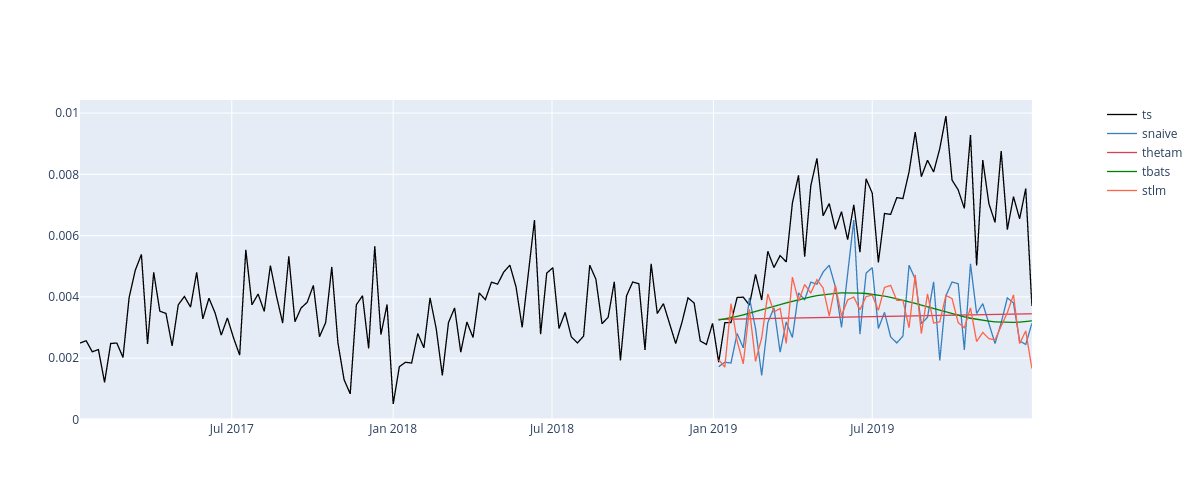 0.01
0.008
0.006
0.004
0.002
0
Jul 2017
Jan 2018
Jul 2018
Jan 2019
Jul 2019
ts
snaive
thetam
tbats
stlm